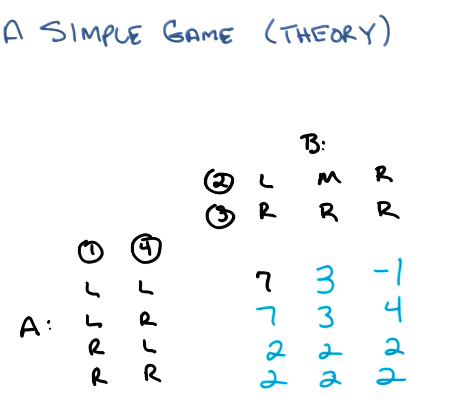 A SIMPLE GAME (THEORY)
B:
② L M R
③ R R R
① ④
L L 7 3 -1
A: L R 7 3 4
R L 2 2 2
R R 2 2 2